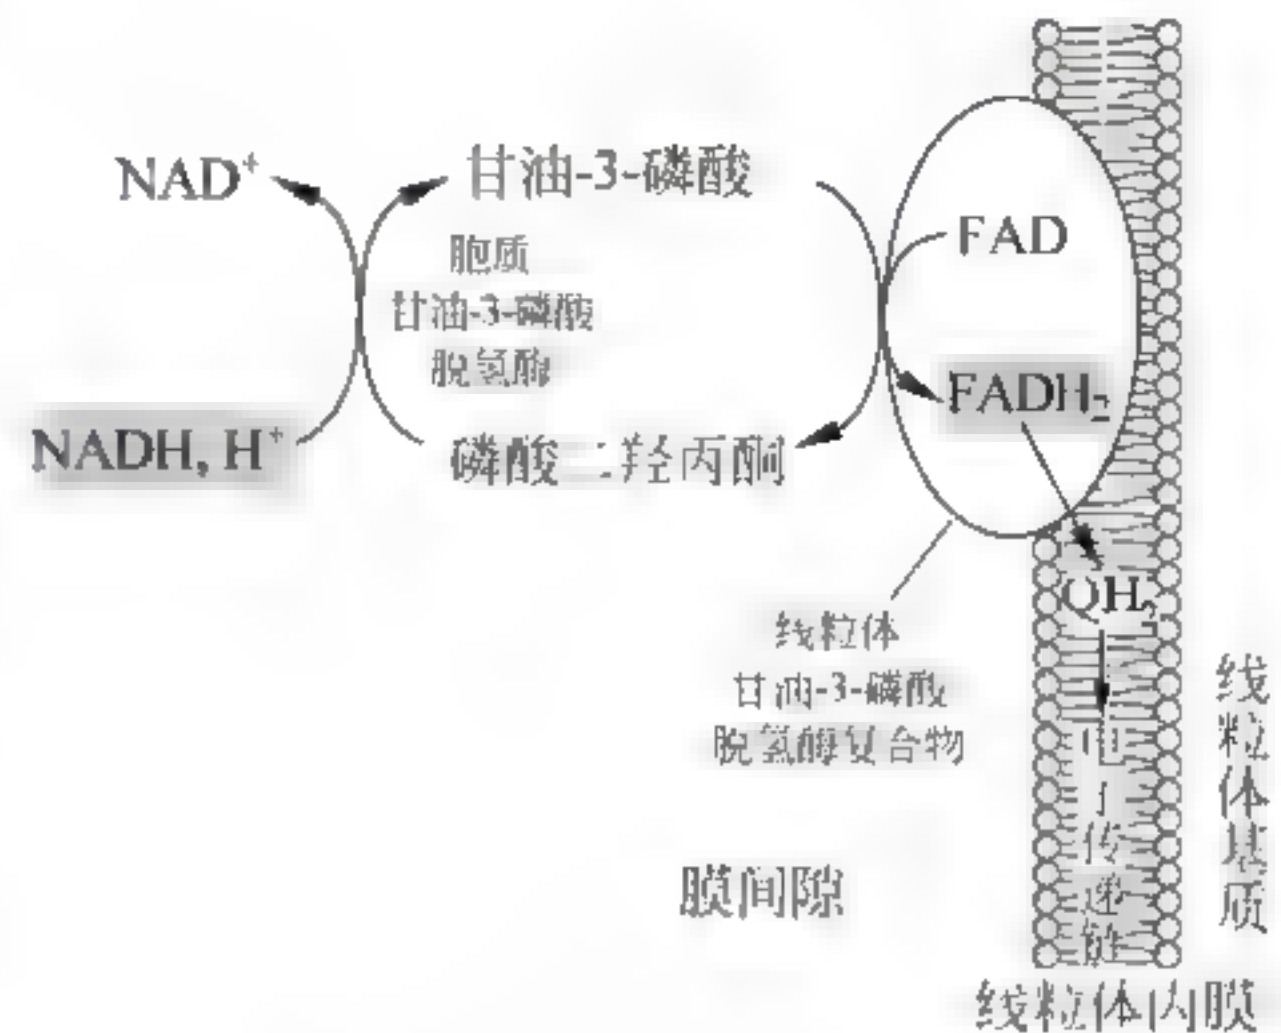 NAD⁺
甘油-3-磷酸
胞质
甘油-3-磷酸
脱氢酶
FAD
NADH, H⁺
磷酸二羟丙酮
FADH₂
QH₂
线粒体
甘油-3-磷酸
脱氢酶复合物
电子传递链
膜间隙
线粒体基质
线粒体内膜